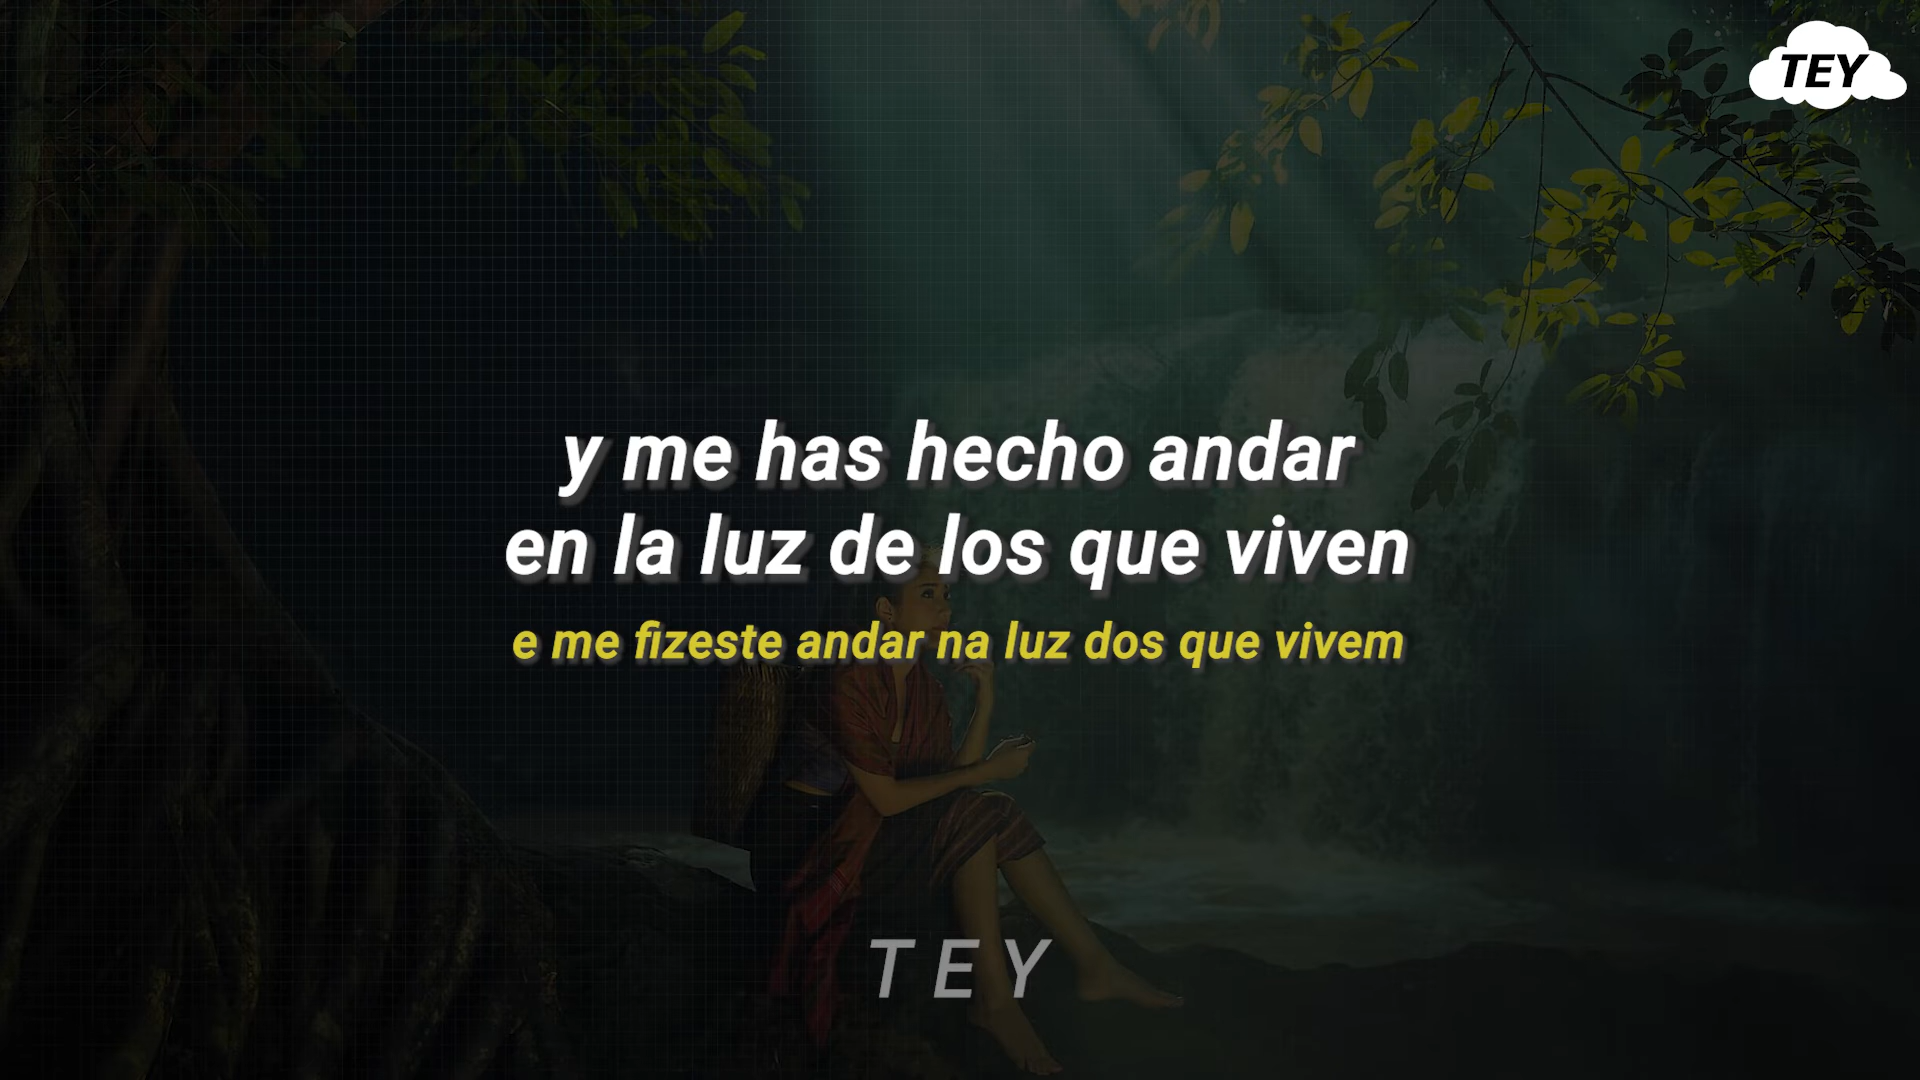 TEY
y me has hecho andar
en la luz de los que viven
e me fizeste andar na luz dos que vivem
TEY